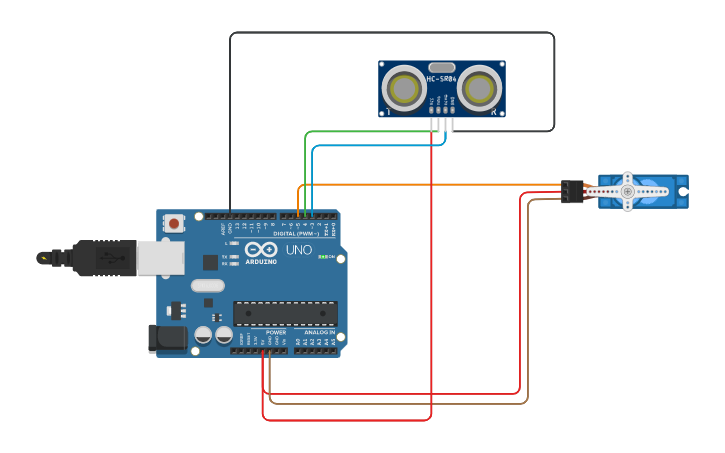 HC-SR04
VCC
TRIG
ECHO
GND
AREF
GND
13
12
~11
~10
~9
8
7
~6
~5
4
~3
2
TX→1
RX←0
DIGITAL (PWM~)
L
TX
RX
ARDUINO
UNO
ON
POWER
ANALOG IN
IOREF
RESET
3.3V
5V
GND
GND
Vin
A0
A1
A2
A3
A4
A5